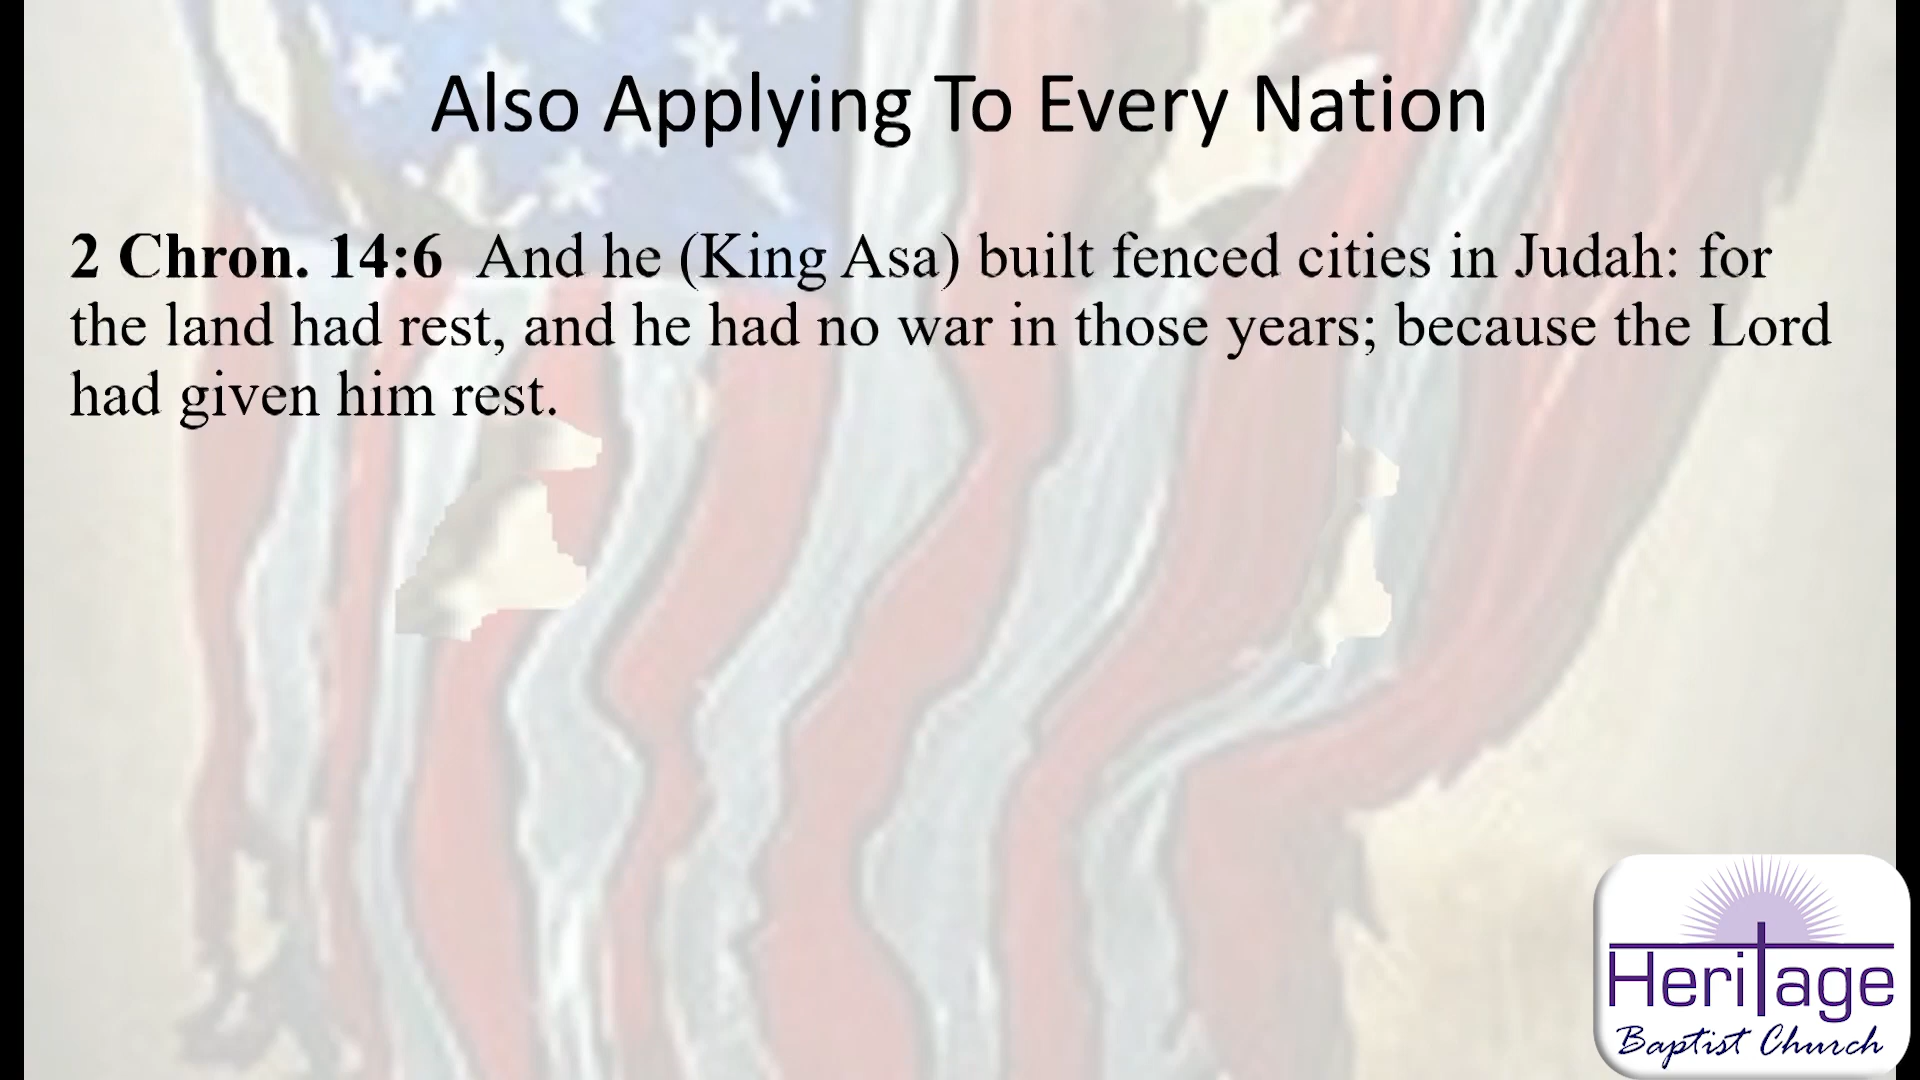 Also Applying To Every Nation
2 Chron. 14:6 And he (King Asa) built fenced cities in Judah: for
the land had rest, and he had no war in those years; because the Lord
had given him rest.
Heritage
Baptist Church